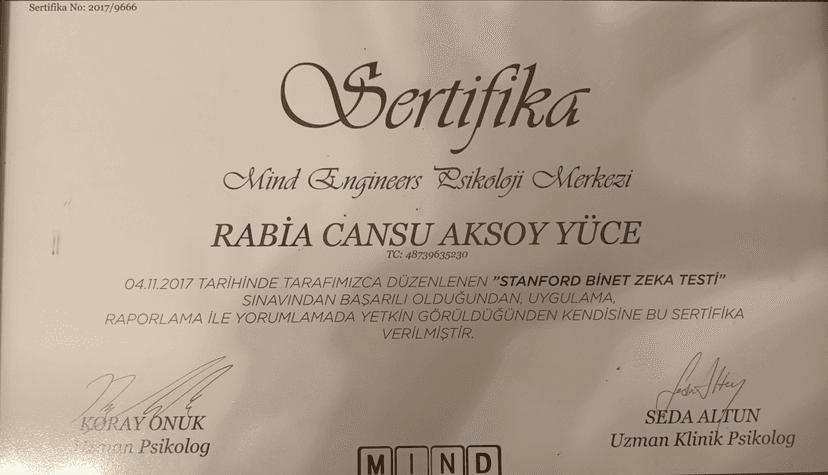 Sertifika No: 2017/9666
Sertifika
Mind Engineers Psikoloji Merkezi
RABİA CANSU AKSOY YÜCE
TC: 48739635230
04.11.2017 TARİHİNDE TARAFIMIZCA DÜZENLENEN "STANFORD BİNET ZEKA TESTİ"
SINAVINDAN BAŞARILI OLDUĞUNDAN, UYGULAMA,
RAPORLAMA İLE YORUMLAMADA YETKİN GÖRÜLDÜĞÜNDEN KENDİSİNE BU SERTİFİKA
VERİLMİŞTİR.
KORAY ONUK
Uzman Psikolog
SEDA ALTUN
Uzman Klinik Psikolog
MIND